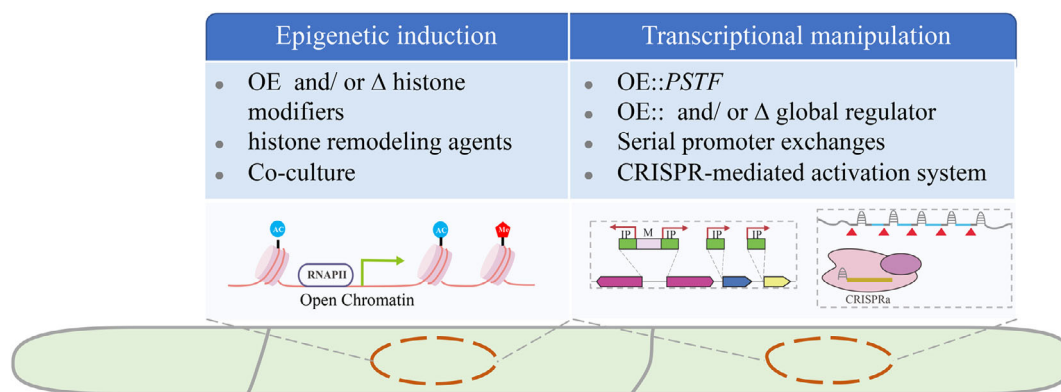 Epigenetic induction
OE and/ or Δ histone
modifiers
histone remodeling agents
Co-culture
Transcriptional manipulation
OE::PSTF
OE:: and/ or Δ global regulator
Serial promoter exchanges
CRISPR-mediated activation system
AC
AC
Me
RNAPII
Open Chromatin
IP M IP IP IP
CRISPRa